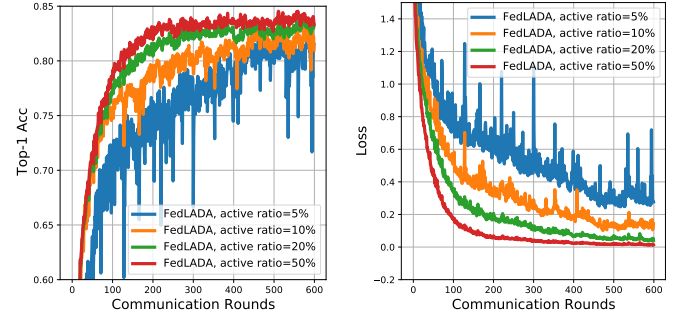 0.85
0.80
0.75
0.70
0.65
0.60
Top-1 Acc
0 100 200 300 400 500 600
Communication Rounds
FedLADA, active ratio=5%
FedLADA, active ratio=10%
FedLADA, active ratio=20%
FedLADA, active ratio=50%
1.4
1.2
1.0
0.8
0.6
0.4
0.2
0.0
−0.2
Loss
0 100 200 300 400 500 600
Communication Rounds
FedLADA, active ratio=5%
FedLADA, active ratio=10%
FedLADA, active ratio=20%
FedLADA, active ratio=50%